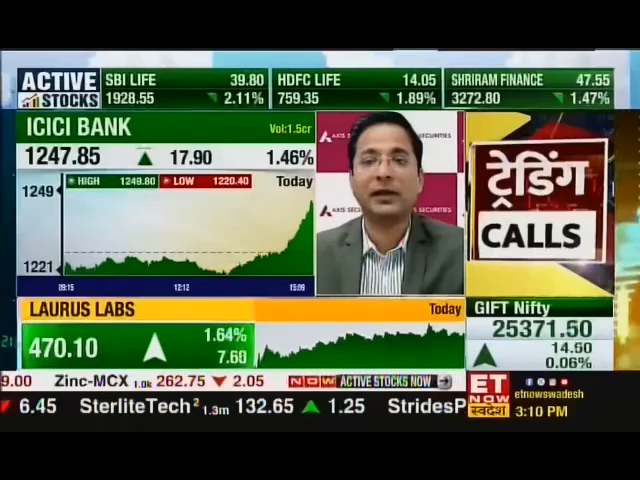 ACTIVE
STOCKS
SBI LIFE 39.80
1928.55 2.11%
HDFC LIFE 14.05
759.35 1.89%
SHRIRAM FINANCE 47.55
3272.80 1.47%
ICICI BANK Vol:1.5cr
1247.85 17.90 1.46%
HIGH 1249.80 LOW 1220.40 Today
1249
1221
09:15 12:12 15:09
AXIS SECURITIES
AXIS SECURITIES
ट्रेडिंग
CALLS
LAURUS LABS Today
470.10 1.64%
7.60
GIFT Nifty
25371.50
14.50
0.06%
9.00 Zinc-MCX 1.0k 262.75 2.05 NOW ACTIVE STOCKS NOW
6.45 SterliteTech² 1.3m 132.65 1.25 StridesP
ET
NOW
स्वदेश
etnowswadesh
3:10 PM